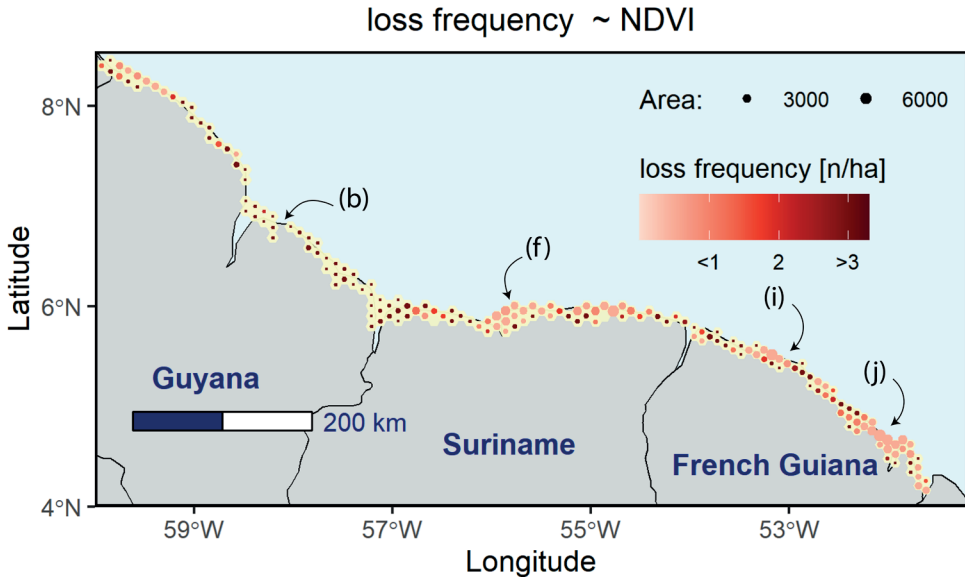 loss frequency ~ NDVI
Area: 3000 6000
8°N
loss frequency [n/ha]
(b)
<1 2 >3
(f)
(i)
6°N
Latitude
(j)
Guyana
200 km
Suriname
French Guiana
4°N
59°W 57°W 55°W 53°W
Longitude